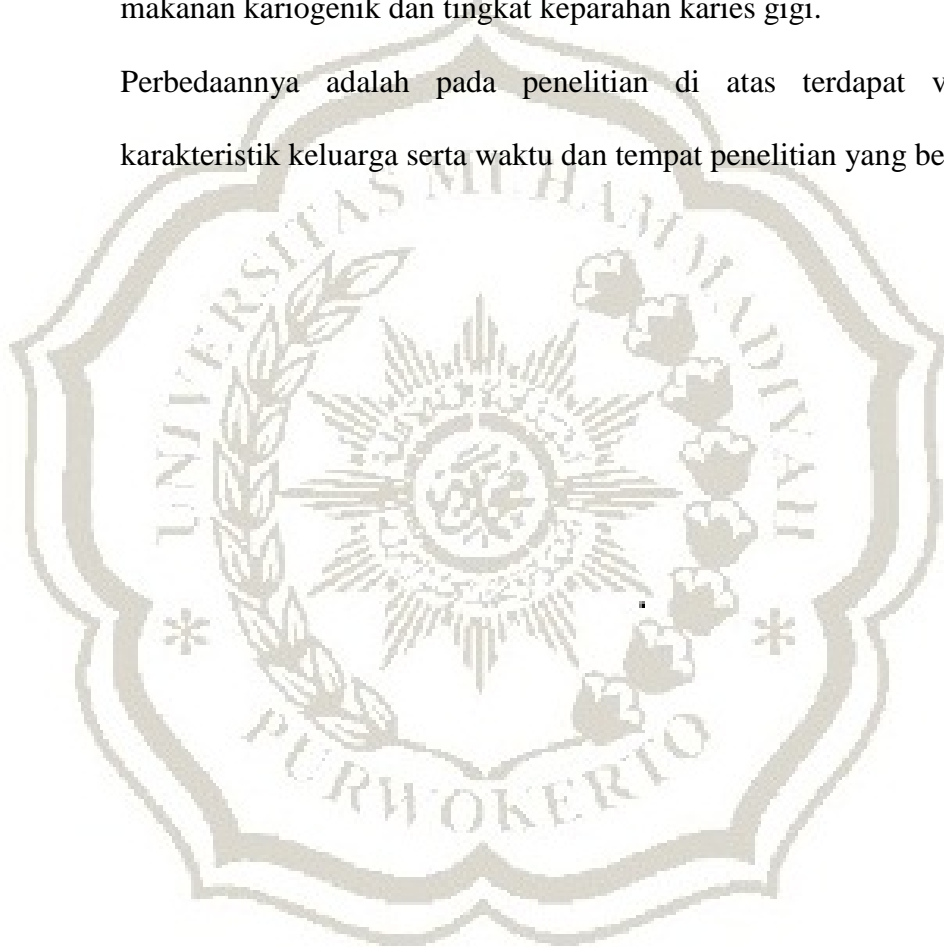 makanan kariogenik dan tingkat keparahan karies gigi.
Perbedaannya adalah pada penelitian di atas terdapat v
karakteristik keluarga serta waktu dan tempat penelitian yang be
UNIVERSITAS MUHAMMADIYAH
PURWOKERTO